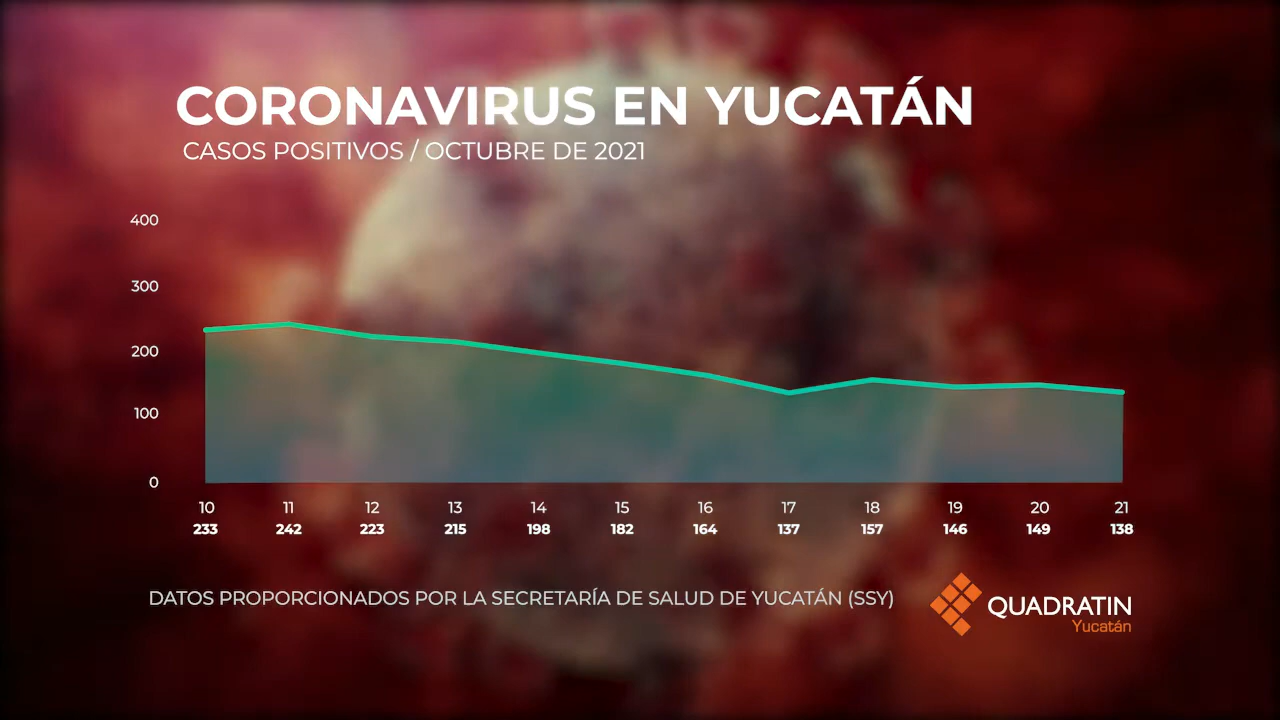 CORONAVIRUS EN YUCATÁN
CASOS POSITIVOS / OCTUBRE DE 2021
400
300
200
100
0
10 11 12 13 14 15 16 17 18 19 20 21
233 242 223 215 198 182 164 137 157 146 149 138
DATOS PROPORCIONADOS POR LA SECRETARÍA DE SALUD DE YUCATÁN (SSY)
QUADRATIN
Yucatán